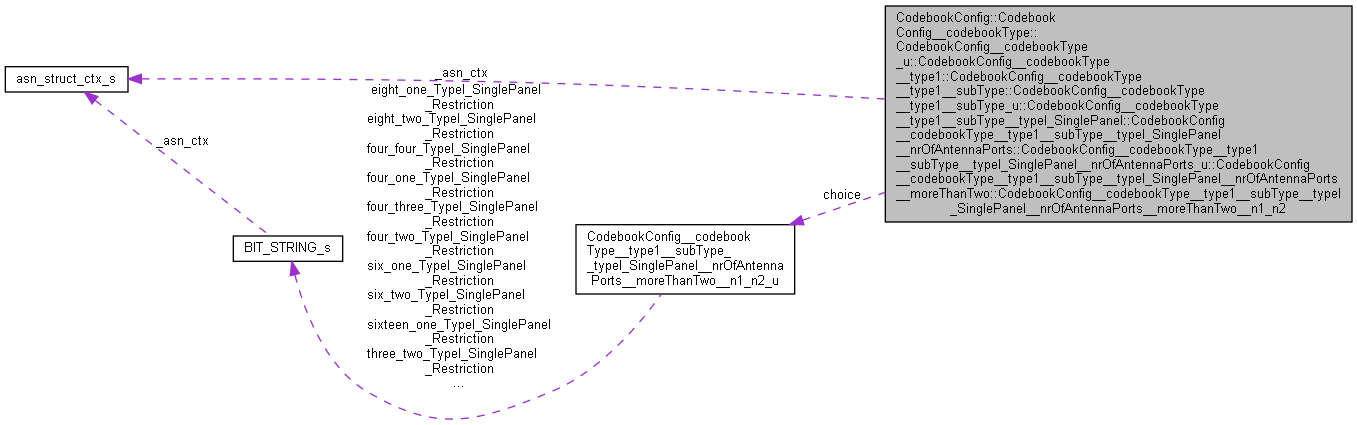 CodebookConfig::Codebook
Config__codebookType::
CodebookConfig__codebookType
_u::CodebookConfig__codebookType
__type1::CodebookConfig__codebookType
__type1__subType::CodebookConfig__codebookType
__type1__subType_u::CodebookConfig__codebookType
__type1__subType__typeI_SinglePanel::CodebookConfig
__codebookType__type1__subType__typeI_SinglePanel
__nrOfAntennaPorts::CodebookConfig__codebookType__type1
__subType__typeI_SinglePanel__nrOfAntennaPorts_u::CodebookConfig
__codebookType__type1__subType__typeI_SinglePanel__nrOfAntennaPorts
__moreThanTwo::CodebookConfig__codebookType__type1__subType__typeI
_SinglePanel__nrOfAntennaPorts__moreThanTwo__n1_n2
asn_struct_ctx_s
_asn_ctx
_asn_ctx
eight_one_TypeI_SinglePanel
_Restriction
eight_two_TypeI_SinglePanel
_Restriction
four_four_TypeI_SinglePanel
_Restriction
four_one_TypeI_SinglePanel
_Restriction
four_three_TypeI_SinglePanel
_Restriction
four_two_TypeI_SinglePanel
_Restriction
six_one_TypeI_SinglePanel
_Restriction
six_two_TypeI_SinglePanel
_Restriction
sixteen_one_TypeI_SinglePanel
_Restriction
three_two_TypeI_SinglePanel
_Restriction
...
choice
BIT_STRING_s
CodebookConfig__codebook
Type__type1__subType_
_typeI_SinglePanel__nrOfAntenna
Ports__moreThanTwo__n1_n2_u